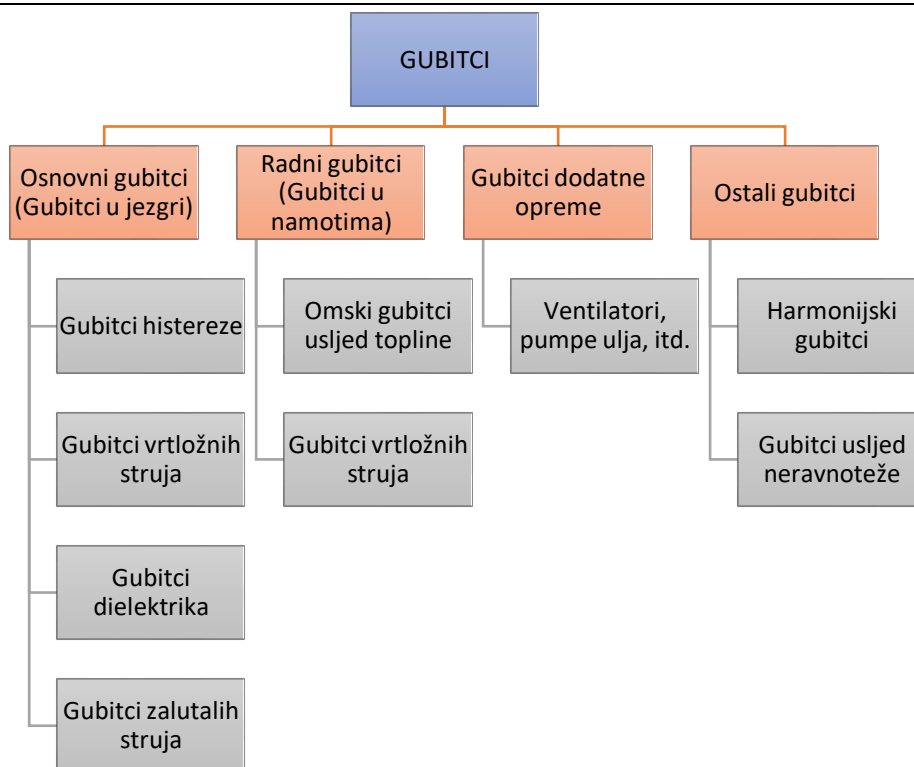 GUBITCI
Osnovni gubitci
(Gubitci u jezgri)
Radni gubitci
(Gubitci u
namotima)
Gubitci dodatne
opreme
Ostali gubitci
Gubitci histereze
Gubitci vrtložnih
struja
Gubitci
dielektrika
Gubitci zalutalih
struja
Omski gubitci
usljed topline
Gubitci vrtložnih
struja
Ventilatori,
pumpe ulja, itd.
Harmonijski
gubitci
Gubitci usljed
neravnoteže